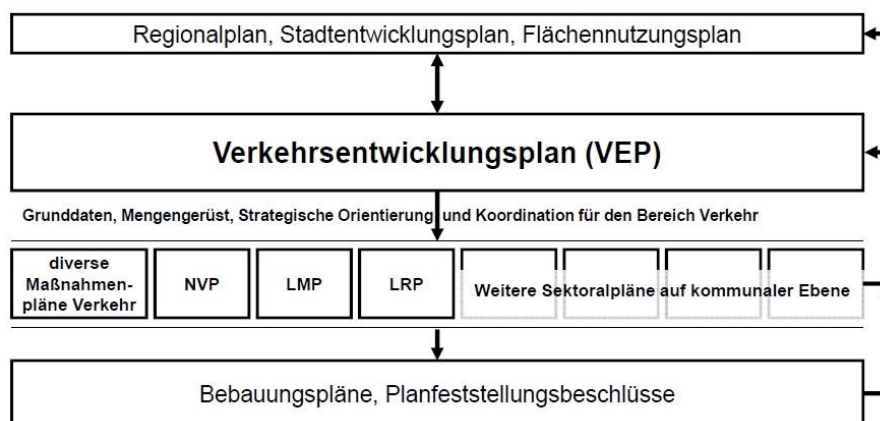 Regionalplan, Stadtentwicklungsplan, Flächennutzungsplan
Verkehrsentwicklungsplan (VEP)
Grunddaten, Mengengerüst, Strategische Orientierung und Koordination für den Bereich Verkehr
diverse
Maßnahmen-
pläne Verkehr
NVP
LMP
LRP
Weitere Sektoralpläne auf kommunaler Ebene
Bebauungspläne, Planfeststellungsbeschlüsse